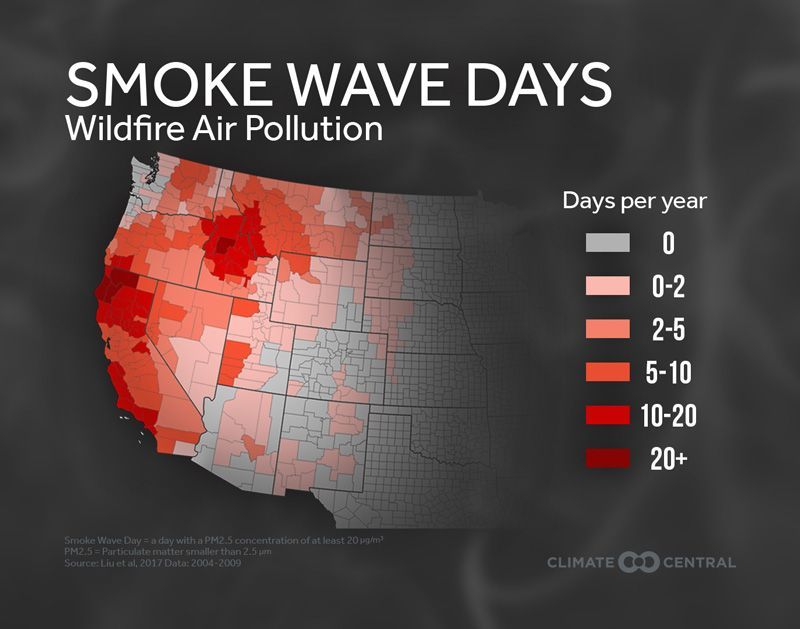 SMOKE WAVE DAYS
Wildfire Air Pollution
Days per year
0
0-2
2-5
5-10
10-20
20+
Smoke Wave Day = a day with a PM2.5 concentration of at least 20 µg/m³
PM2.5 = Particulate matter smaller than 2.5 µm
Source: Liu et al, 2017 Data: 2004-2009
CLIMATE CENTRAL